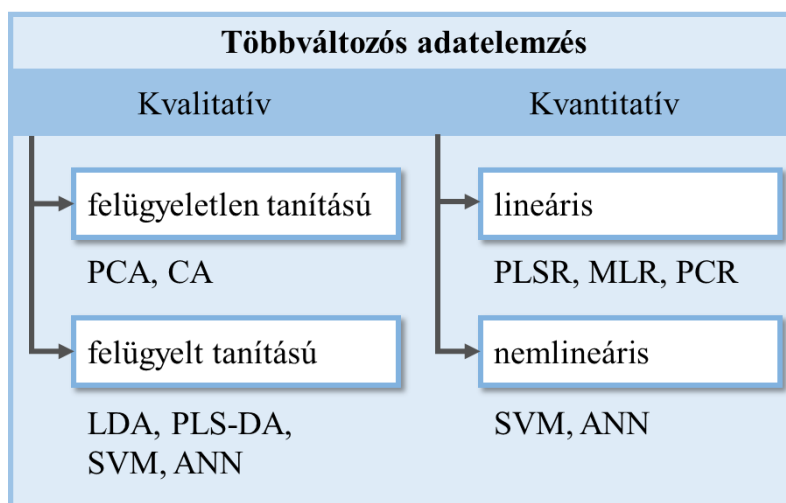 Többváltozós adatelemzés
Kvalitatív
felügyeletlen tanítású
PCA, CA
felügyelt tanítású
LDA, PLS-DA,
SVM, ANN
Kvantitatív
lineáris
PLSR, MLR, PCR
nemlineáris
SVM, ANN